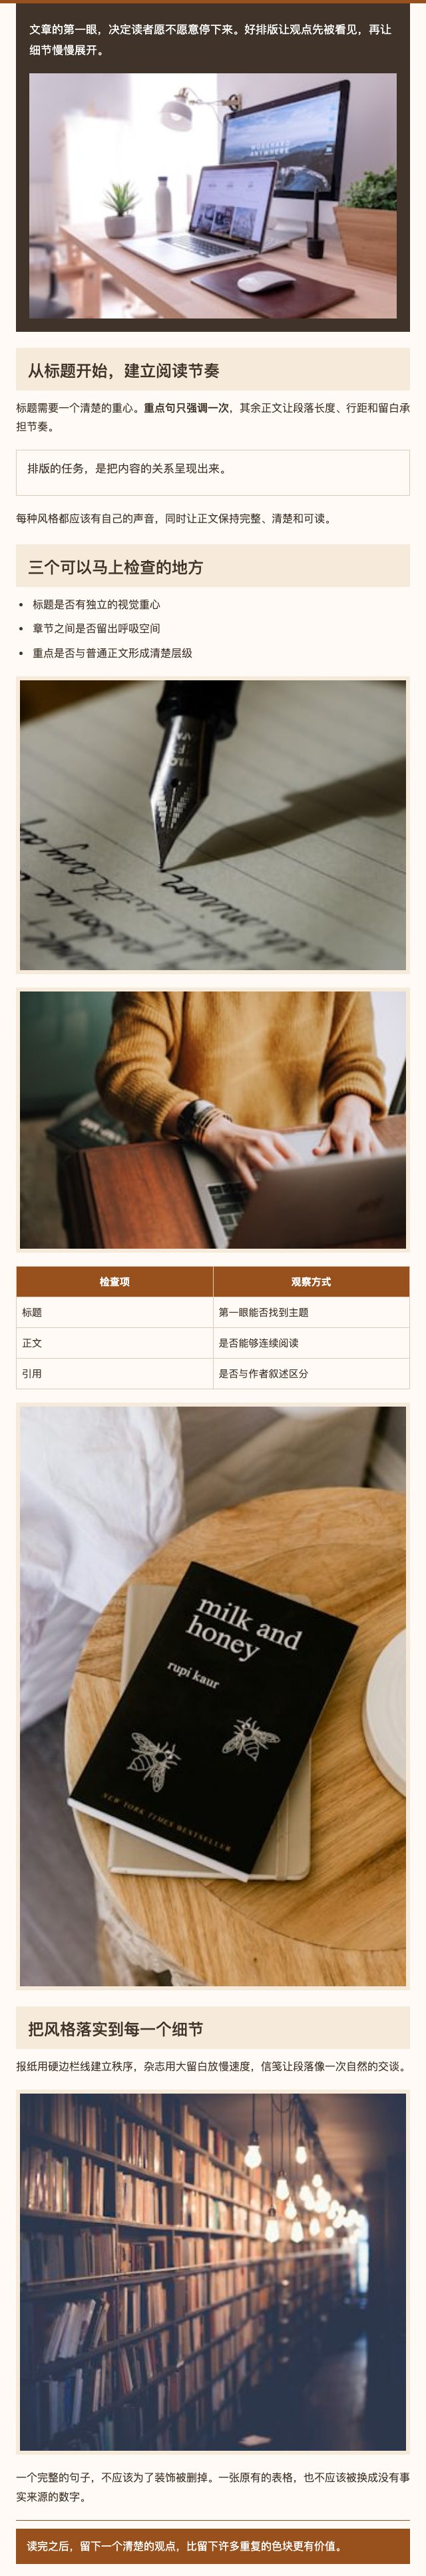 文章的第一眼，决定读者愿不愿意停下来。好排版让观点先被看见，再让
细节慢慢展开。
从标题开始，建立阅读节奏
标题需要一个清楚的重心。重点句只强调一次，其余正文让段落长度、行距和留白承
担节奏。
排版的任务，是把内容的关系呈现出来。
每种风格都应该有自己的声音，同时让正文保持完整、清楚和可读。
三个可以马上检查的地方
• 标题是否有独立的视觉重心
• 章节之间是否留出呼吸空间
• 重点是否与普通正文形成清楚层级
检查项 观察方式
标题 第一眼能否找到主题
正文 是否能够连续阅读
引用 是否与作者叙述区分
milk and
honey
rupi kaur
NEW YORK TIMES BESTSELLER
把风格落实到每一个细节
报纸用硬边栏线建立秩序，杂志用大留白放慢速度，信笺让段落像一次自然的交谈。
一个完整的句子，不应该为了装饰被删掉。一张原有的表格，也不应该被换成没有事
实来源的数字。
读完之后，留下一个清楚的观点，比留下许多重复的色块更有价值。